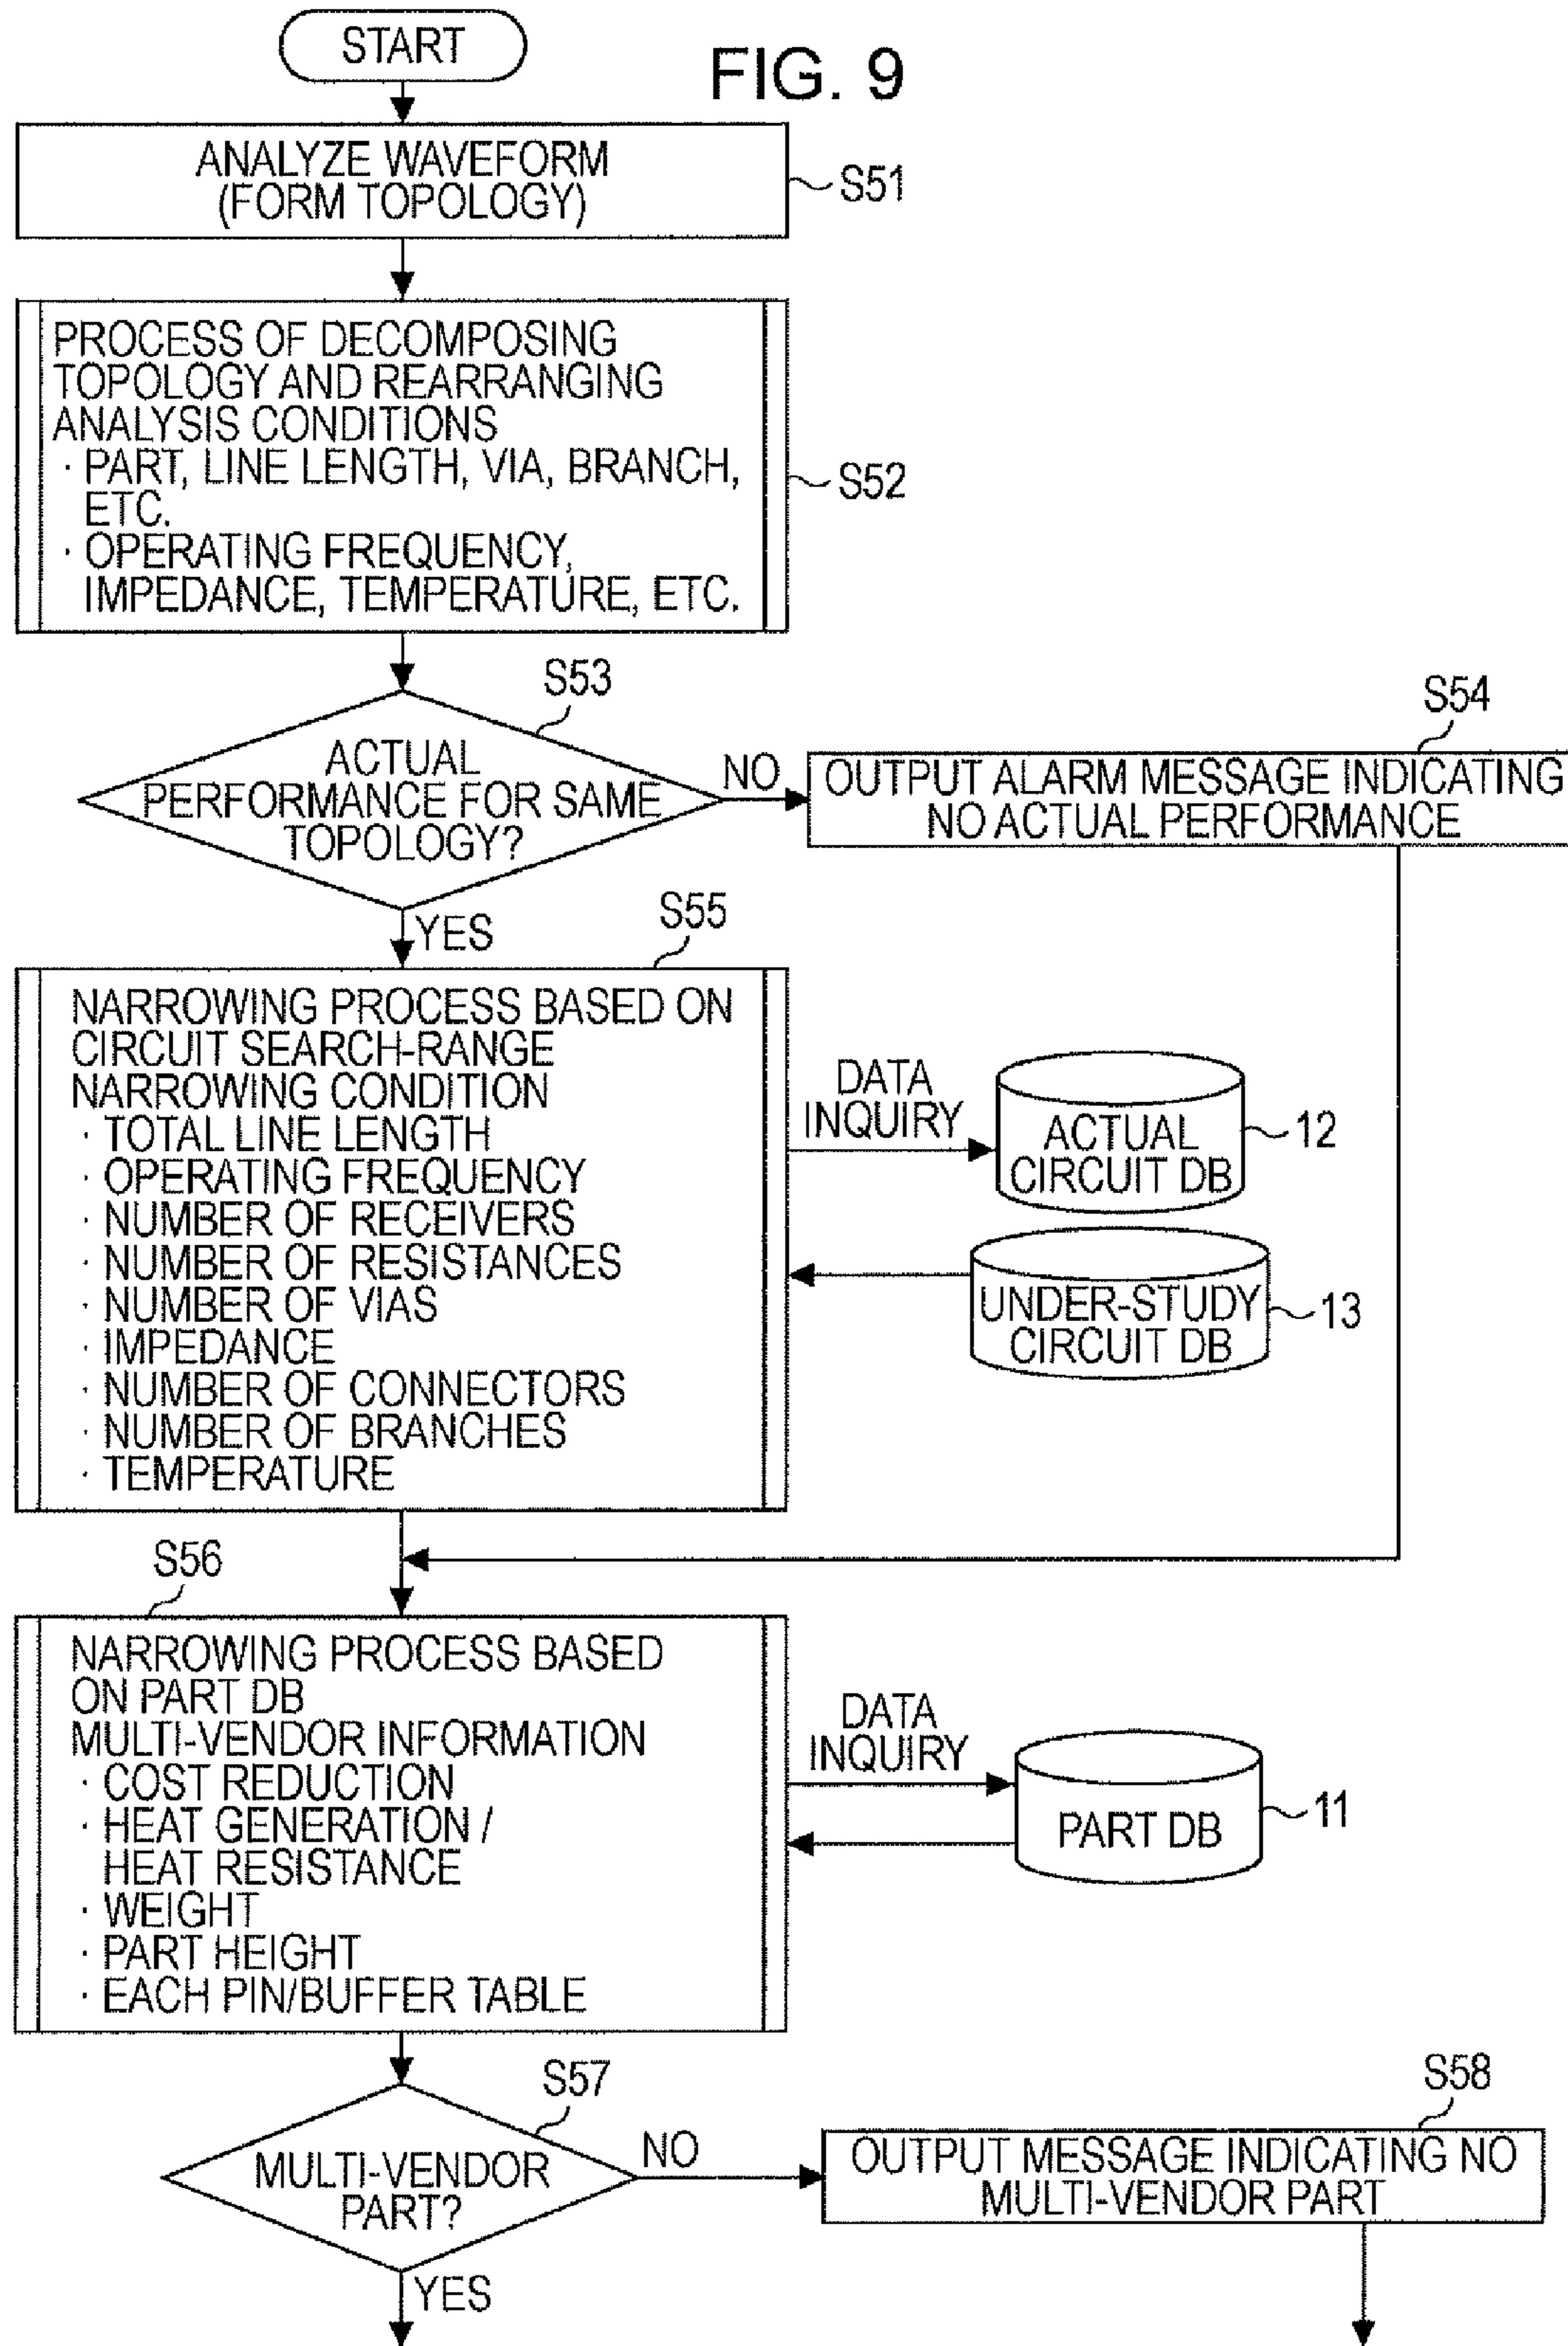 START
FIG. 9
ANALYZE WAVEFORM
(FORM TOPOLOGY)
S51
PROCESS OF DECOMPOSING
TOPOLOGY AND REARRANGING
ANALYSIS CONDITIONS
· PART, LINE LENGTH, VIA, BRANCH,
ETC.
· OPERATING FREQUENCY,
IMPEDANCE, TEMPERATURE, ETC.
S52
S53
ACTUAL
PERFORMANCE FOR SAME
TOPOLOGY?
NO
S54
OUTPUT ALARM MESSAGE INDICATING
NO ACTUAL PERFORMANCE
YES
S55
NARROWING PROCESS BASED ON
CIRCUIT SEARCH-RANGE
NARROWING CONDITION
· TOTAL LINE LENGTH
· OPERATING FREQUENCY
· NUMBER OF RECEIVERS
· NUMBER OF RESISTANCES
· NUMBER OF VIAS
· IMPEDANCE
· NUMBER OF CONNECTORS
· NUMBER OF BRANCHES
· TEMPERATURE
DATA
INQUIRY
ACTUAL
CIRCUIT DB
12
UNDER-STUDY
CIRCUIT DB
13
S56
NARROWING PROCESS BASED
ON PART DB
MULTI-VENDOR INFORMATION
· COST REDUCTION
· HEAT GENERATION /
HEAT RESISTANCE
· WEIGHT
· PART HEIGHT
· EACH PIN/BUFFER TABLE
DATA
INQUIRY
PART DB
11
S57
MULTI-VENDOR
PART?
NO
S58
OUTPUT MESSAGE INDICATING NO
MULTI-VENDOR PART
YES